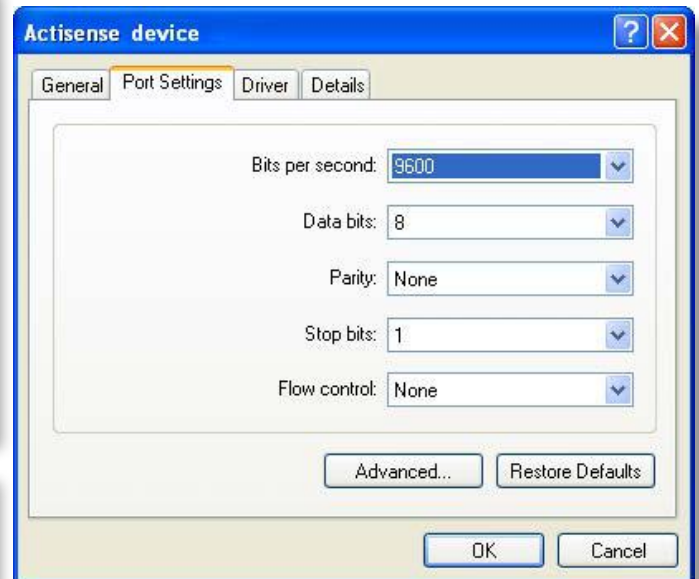 Actisense device
General Port Settings Driver Details
Bits per second: 9600
Data bits: 8
Parity: None
Stop bits: 1
Flow control: None
Advanced... Restore Defaults
OK Cancel